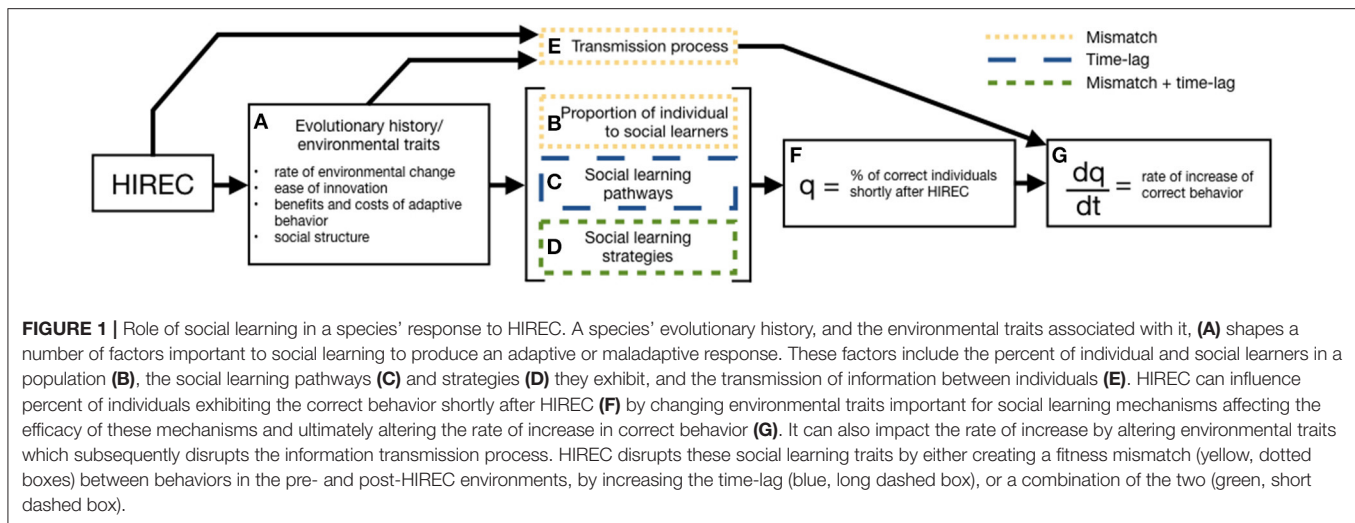 E Transmission process
Mismatch
Time-lag
Mismatch + time-lag
HIREC
A
Evolutionary history/
environmental traits
• rate of environmental change
• ease of innovation
• benefits and costs of adaptive
behavior
• social structure
B
Proportion of individual
to social learners
C
Social learning
pathways
D
Social learning
strategies
F
q = % of correct individuals
shortly after HIREC
G
dq
dt
= rate of increase of
correct behavior
FIGURE 1 | Role of social learning in a species’ response to HIREC. A species’ evolutionary history, and the environmental traits associated with it, (A) shapes a
number of factors important to social learning to produce an adaptive or maladaptive response. These factors include the percent of individual and social learners in a
population (B), the social learning pathways (C) and strategies (D) they exhibit, and the transmission of information between individuals (E). HIREC can influence
percent of individuals exhibiting the correct behavior shortly after HIREC (F) by changing environmental traits important for social learning mechanisms affecting the
efficacy of these mechanisms and ultimately altering the rate of increase in correct behavior (G). It can also impact the rate of increase by altering environmental traits
which subsequently disrupts the information transmission process. HIREC disrupts these social learning traits by either creating a fitness mismatch (yellow, dotted
boxes) between behaviors in the pre- and post-HIREC environments, by increasing the time-lag (blue, long dashed box), or a combination of the two (green, short
dashed box).